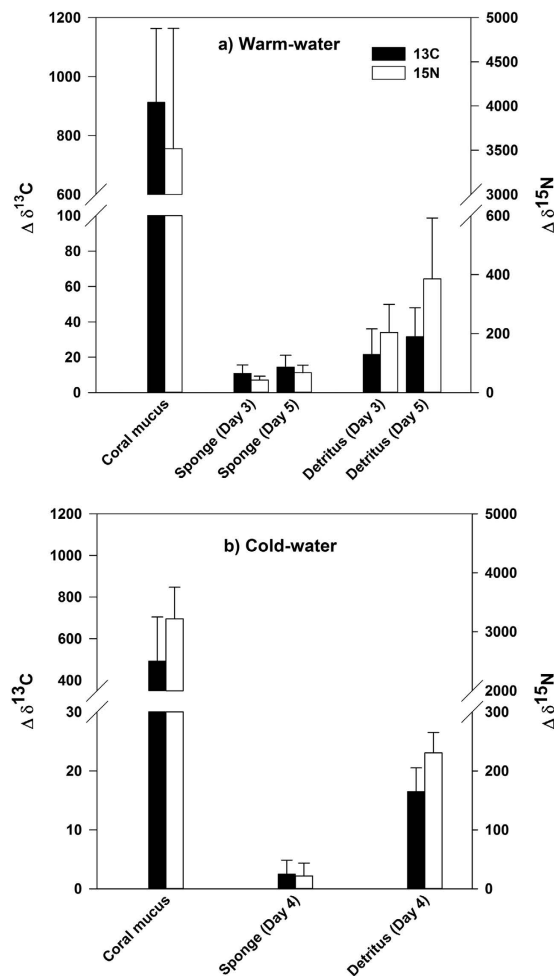 a) Warm-water
13C
15N
1200
1000
800
600
100
80
60
40
20
0
Δ δ13C
5000
4500
4000
3500
3000
600
400
200
0
Δ δ15N
Coral mucus
Sponge (Day 3)
Sponge (Day 5)
Detritus (Day 3)
Detritus (Day 5)
b) Cold-water
1200
1000
800
600
400
30
20
10
0
Δ δ13C
5000
4000
3000
2000
300
200
100
0
Δ δ15N
Coral mucus
Sponge (Day 4)
Detritus (Day 4)